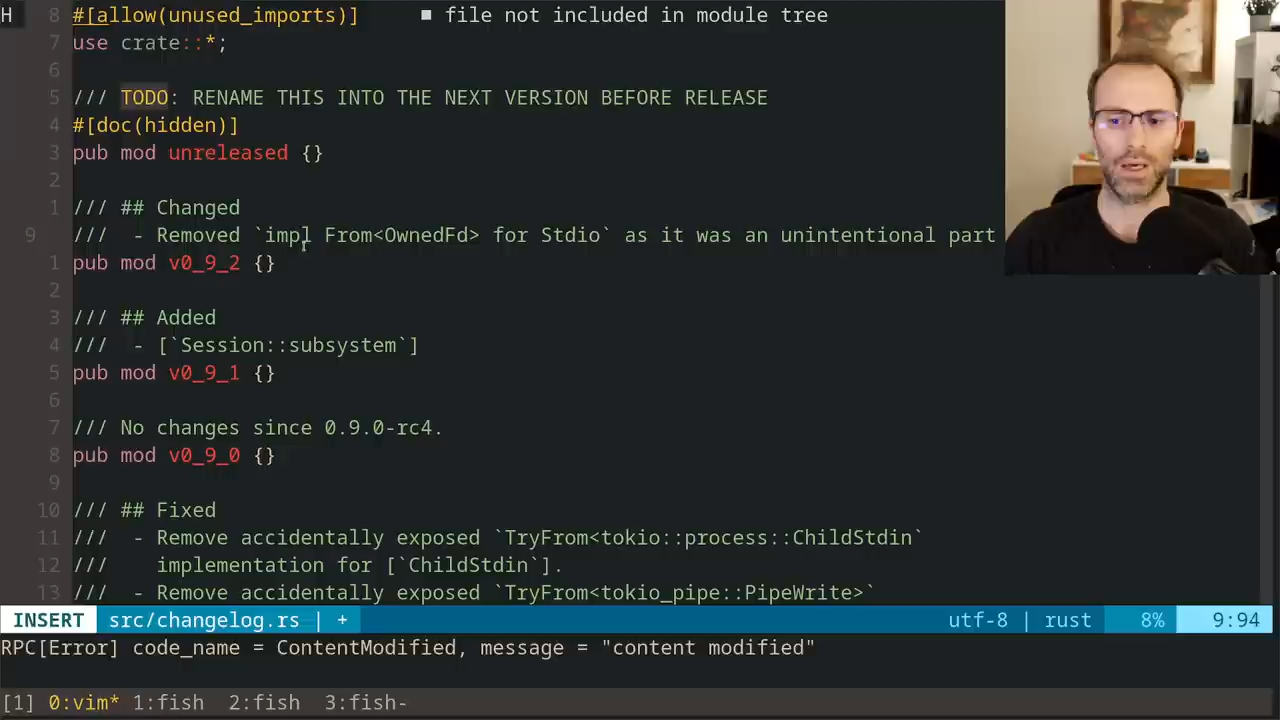 H 8 #[allow(unused_imports)] ■ file not included in module tree
7 use crate::*;
6
5 /// TODO: RENAME THIS INTO THE NEXT VERSION BEFORE RELEASE
4 #[doc(hidden)]
3 pub mod unreleased {}
2
1 /// ## Changed
9 /// - Removed `impl From<OwnedFd> for Stdio` as it was an unintentional part
1 pub mod v0_9_2 {}
2
3 /// ## Added
4 /// - [`Session::subsystem`]
5 pub mod v0_9_1 {}
6
7 /// No changes since 0.9.0-rc4.
8 pub mod v0_9_0 {}
9
10 /// ## Fixed
11 /// - Remove accidentally exposed `TryFrom<tokio::process::ChildStdin`
12 /// implementation for [`ChildStdin`].
13 /// - Remove accidentally exposed `TryFrom<tokio_pipe::PipeWrite>`
INSERT src/changelog.rs | + utf-8 | rust 8% 9:94
RPC[Error] code_name = ContentModified, message = "content modified"
[1] 0:vim* 1:fish 2:fish 3:fish-